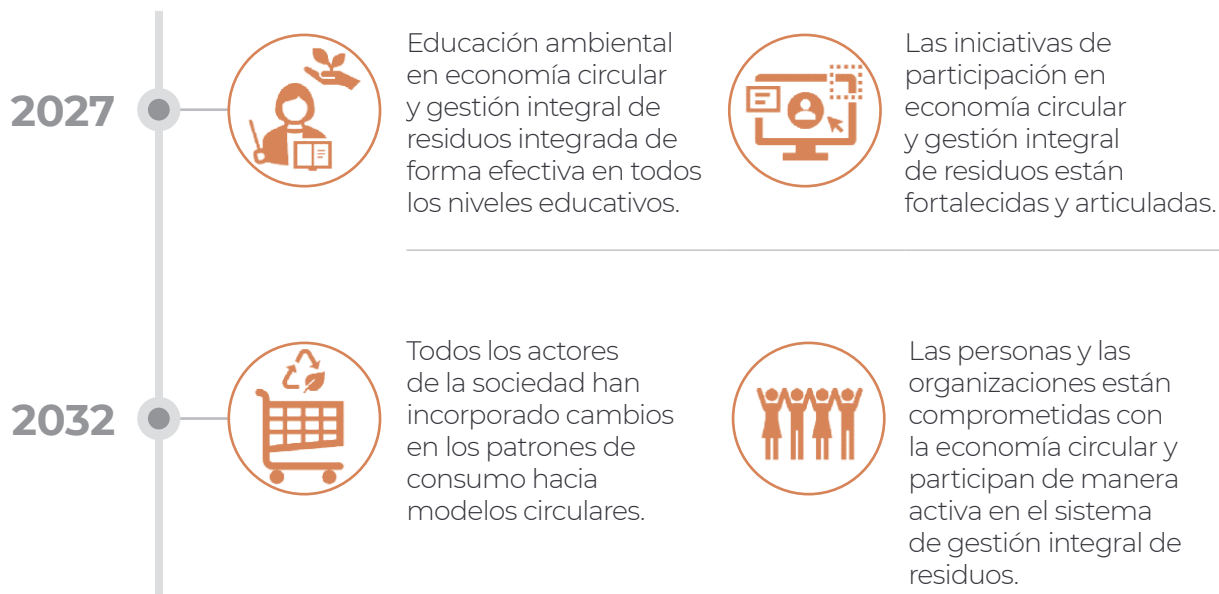 2027
Educación ambiental
en economía circular
y gestión integral de
residuos integrada de
forma efectiva en todos
los niveles educativos.
Las iniciativas de
participación en
economía circular
y gestión integral
de residuos están
fortalecidas y articuladas.
2032
Todos los actores
de la sociedad han
incorporado cambios
en los patrones de
consumo hacia
modelos circulares.
Las personas y las
organizaciones están
comprometidas con
la economía circular y
participan de manera
activa en el sistema
de gestión integral de
residuos.